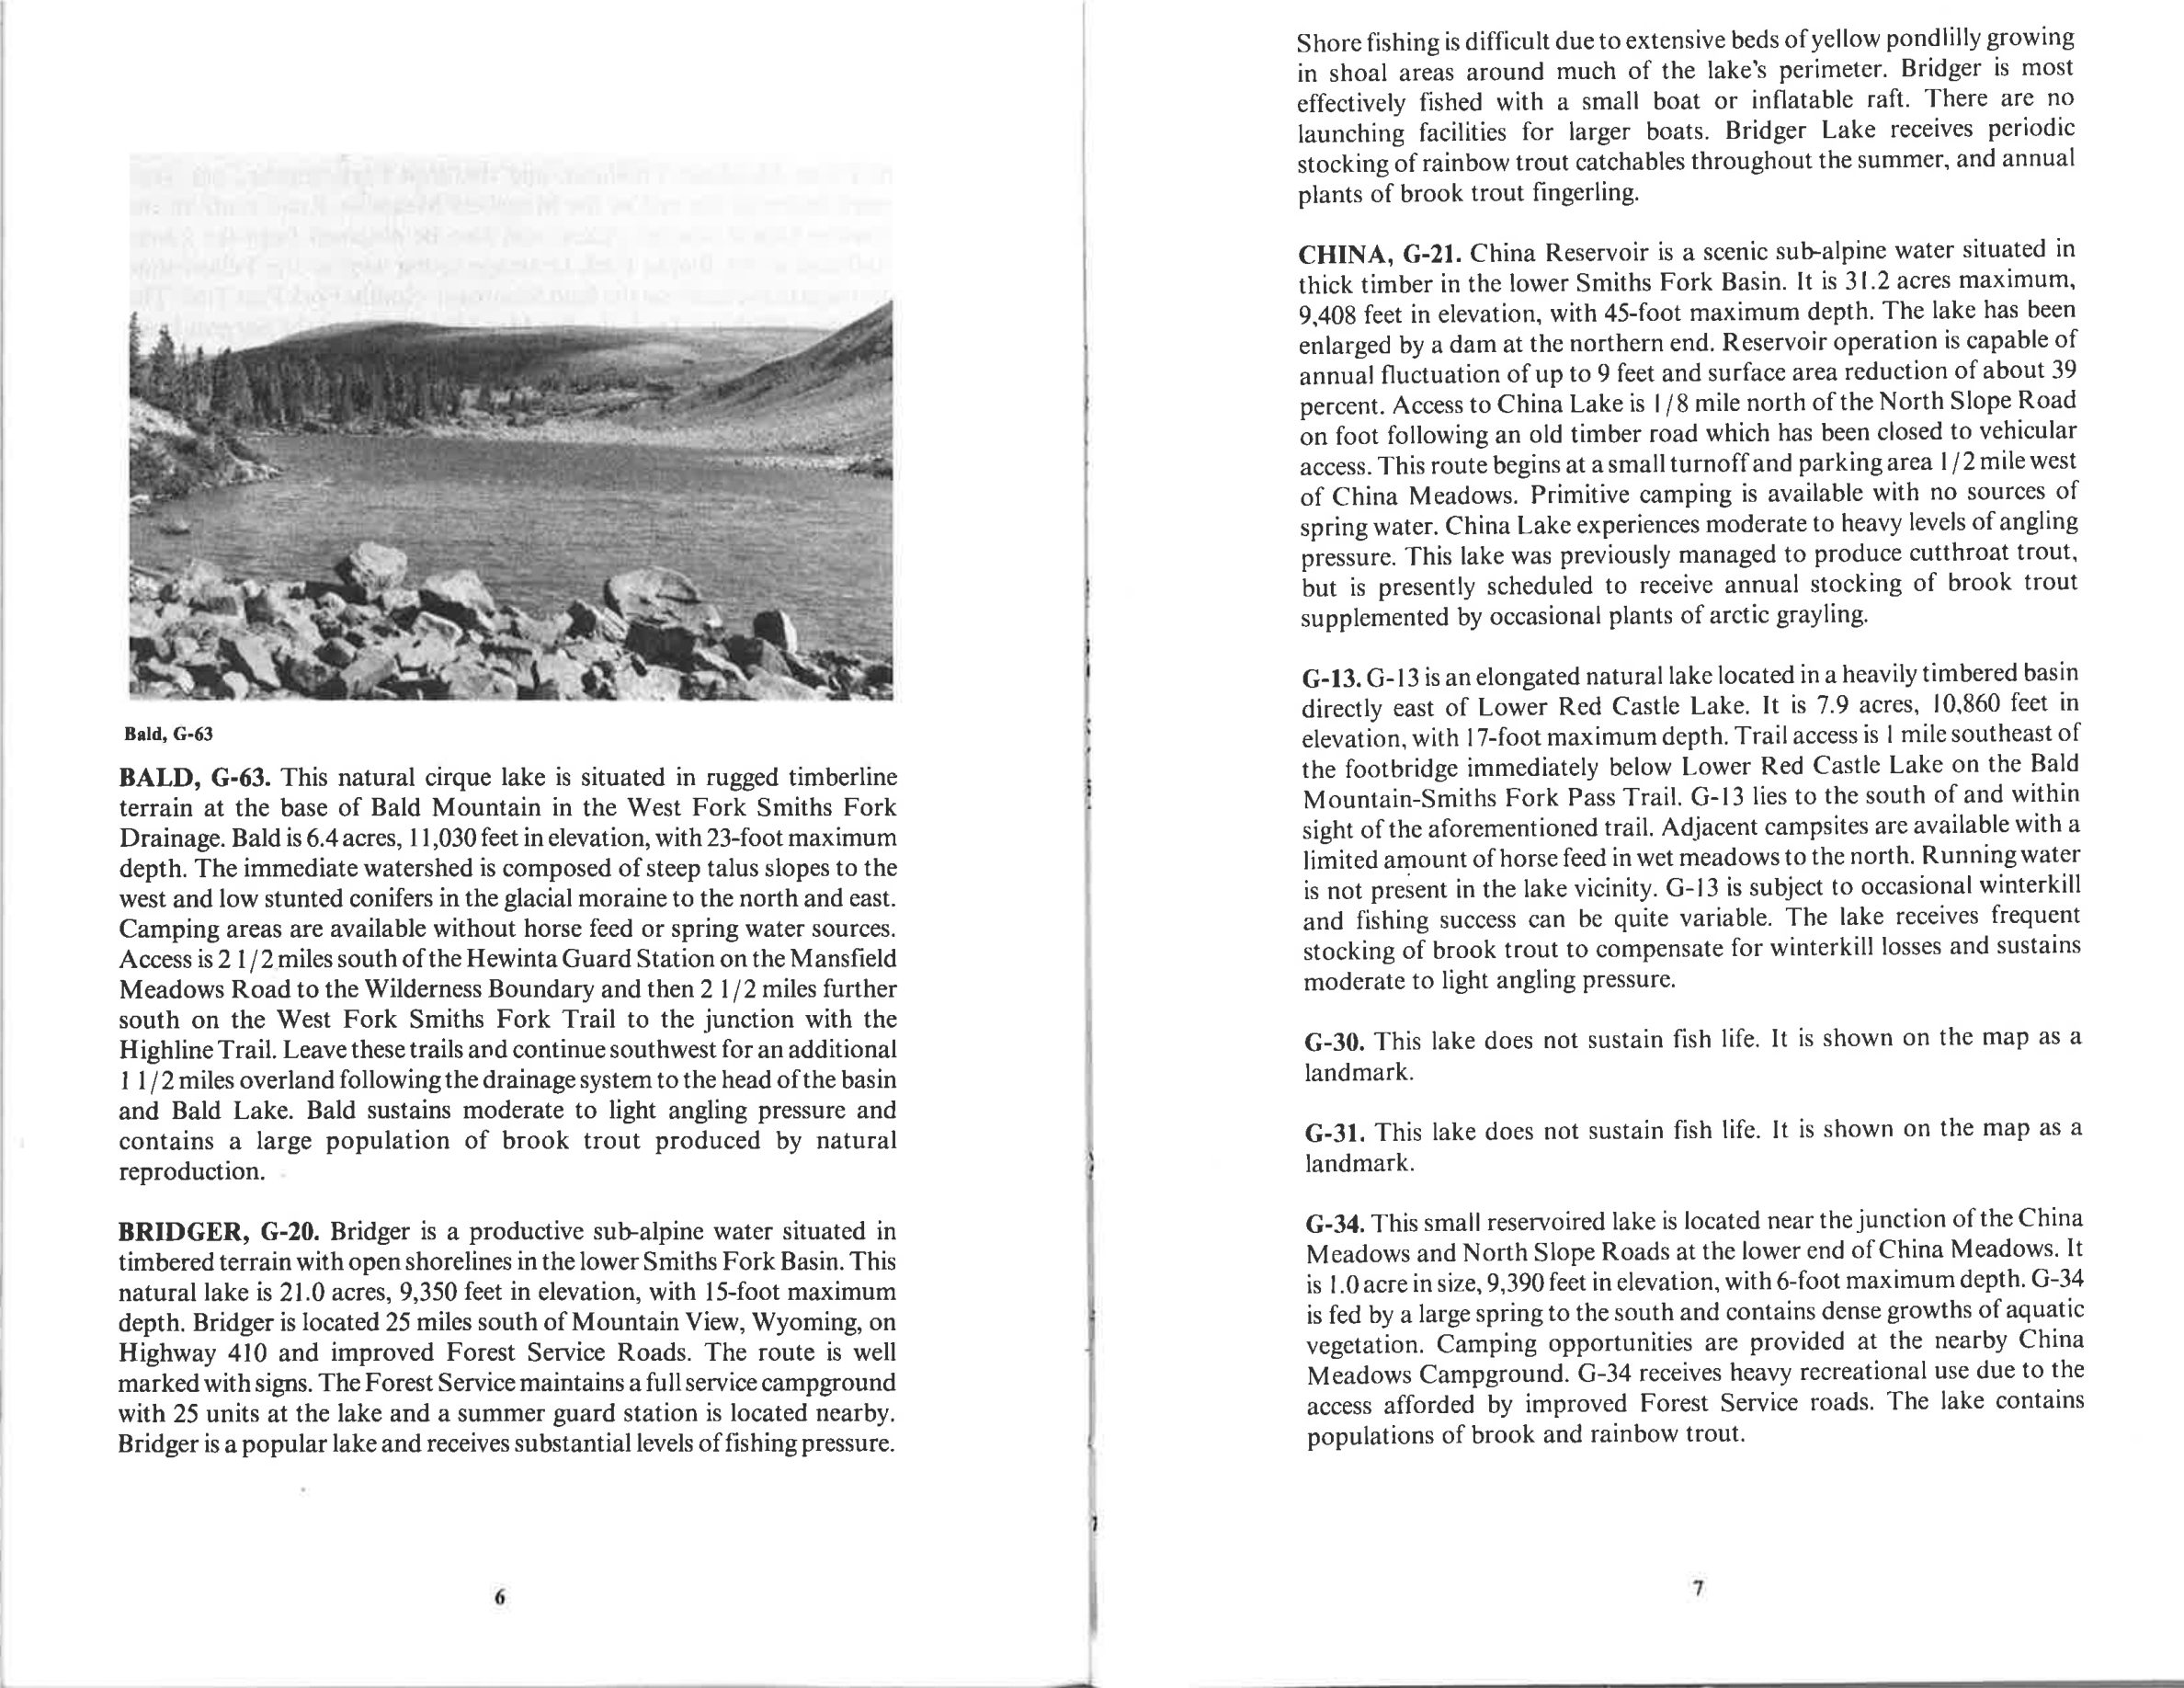 Bald, G-63
BALD, G-63. This natural cirque lake is situated in rugged timberline
terrain at the base of Bald Mountain in the West Fork Smiths Fork
Drainage. Bald is 6.4 acres, 11,030 feet in elevation, with 23-foot maximum
depth. The immediate watershed is composed of steep talus slopes to the
west and low stunted conifers in the glacial moraine to the north and east.
Camping areas are available without horse feed or spring water sources.
Access is 2 1/2 miles south of the Hewinta Guard Station on the Mansfield
Meadows Road to the Wilderness Boundary and then 2 1/2 miles further
south on the West Fork Smiths Fork Trail to the junction with the
Highline Trail. Leave these trails and continue southwest for an additional
1 1/2 miles overland following the drainage system to the head of the basin
and Bald Lake. Bald sustains moderate to light angling pressure and
contains a large population of brook trout produced by natural
reproduction.
BRIDGER, G-20. Bridger is a productive sub-alpine water situated in
timbered terrain with open shorelines in the lower Smiths Fork Basin. This
natural lake is 21.0 acres, 9,350 feet in elevation, with 15-foot maximum
depth. Bridger is located 25 miles south of Mountain View, Wyoming, on
Highway 410 and improved Forest Service Roads. The route is well
marked with signs. The Forest Service maintains a full service campground
with 25 units at the lake and a summer guard station is located nearby.
Bridger is a popular lake and receives substantial levels of fishing pressure.
6
Shore fishing is difficult due to extensive beds of yellow pondlilly growing
in shoal areas around much of the lake's perimeter. Bridger is most
effectively fished with a small boat or inflatable raft. There are no
launching facilities for larger boats. Bridger Lake receives periodic
stocking of rainbow trout catchables throughout the summer, and annual
plants of brook trout fingerling.
CHINA, G-21. China Reservoir is a scenic sub-alpine water situated in
thick timber in the lower Smiths Fork Basin. It is 31.2 acres maximum,
9,408 feet in elevation, with 45-foot maximum depth. The lake has been
enlarged by a dam at the northern end. Reservoir operation is capable of
annual fluctuation of up to 9 feet and surface area reduction of about 39
percent. Access to China Lake is 1/8 mile north of the North Slope Road
on foot following an old timber road which has been closed to vehicular
access. This route begins at a small turnoff and parking area 1/2 mile west
of China Meadows. Primitive camping is available with no sources of
spring water. China Lake experiences moderate to heavy levels of angling
pressure. This lake was previously managed to produce cutthroat trout,
but is presently scheduled to receive annual stocking of brook trout
supplemented by occasional plants of arctic grayling.
G-13. G-13 is an elongated natural lake located in a heavily timbered basin
directly east of Lower Red Castle Lake. It is 7.9 acres, 10,860 feet in
elevation, with 17-foot maximum depth. Trail access is 1 mile southeast of
the footbridge immediately below Lower Red Castle Lake on the Bald
Mountain-Smiths Fork Pass Trail. G-13 lies to the south of and within
sight of the aforementioned trail. Adjacent campsites are available with a
limited amount of horse feed in wet meadows to the north. Running water
is not present in the lake vicinity. G-13 is subject to occasional winterkill
and fishing success can be quite variable. The lake receives frequent
stocking of brook trout to compensate for winterkill losses and sustains
moderate to light angling pressure.
G-30. This lake does not sustain fish life. It is shown on the map as a
landmark.
G-31. This lake does not sustain fish life. It is shown on the map as a
landmark.
G-34. This small reservoired lake is located near the junction of the China
Meadows and North Slope Roads at the lower end of China Meadows. It
is 1.0 acre in size, 9,390 feet in elevation, with 6-foot maximum depth. G-34
is fed by a large spring to the south and contains dense growths of aquatic
vegetation. Camping opportunities are provided at the nearby China
Meadows Campground. G-34 receives heavy recreational use due to the
access afforded by improved Forest Service roads. The lake contains
populations of brook and rainbow trout.
7